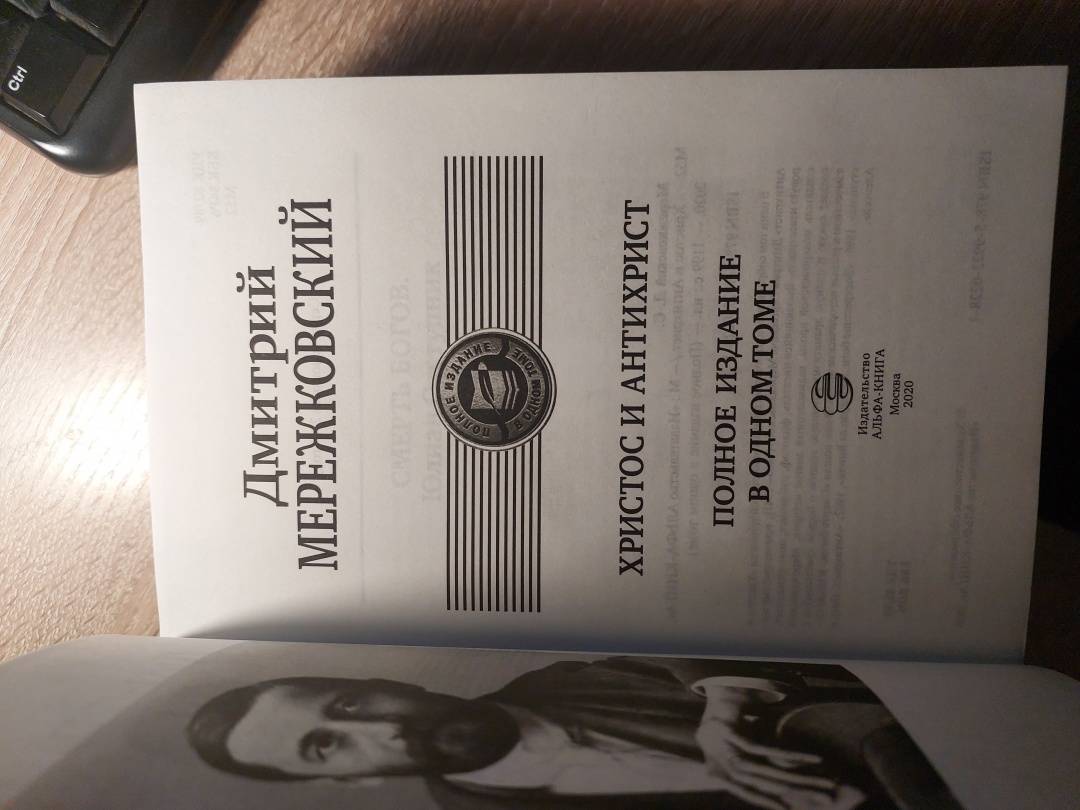 Дмитрий
МЕРЕЖКОВСКИЙ
ПОЛНОЕ ИЗДАНИЕ
В ОДНОМ ТОМЕ
ХРИСТОС И АНТИХРИСТ
ПОЛНОЕ ИЗДАНИЕ
В ОДНОМ ТОМЕ
Издательство
АЛЬФА-КНИГА
Москва
2020
Ctrl